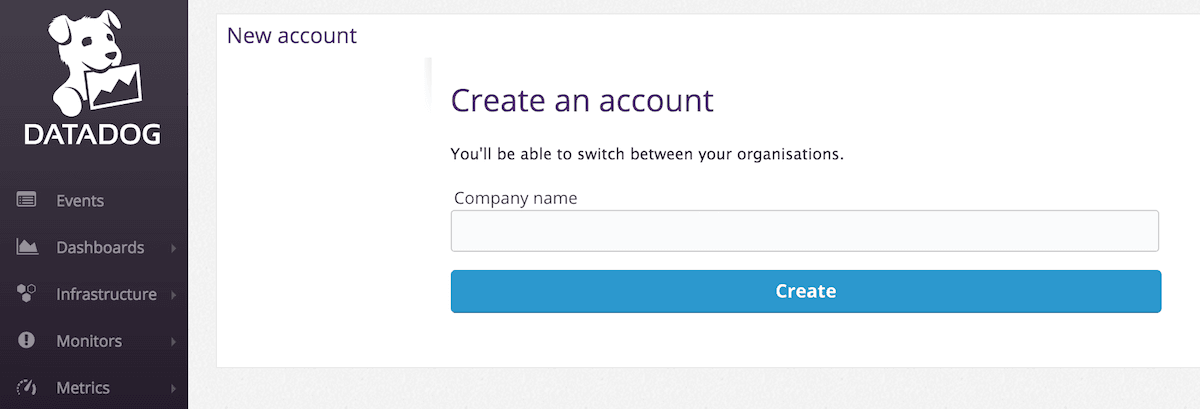 DATADOG
Events
Dashboards
Infrastructure
Monitors
Metrics
New account
Create an account
You'll be able to switch between your organisations.
Company name
Create